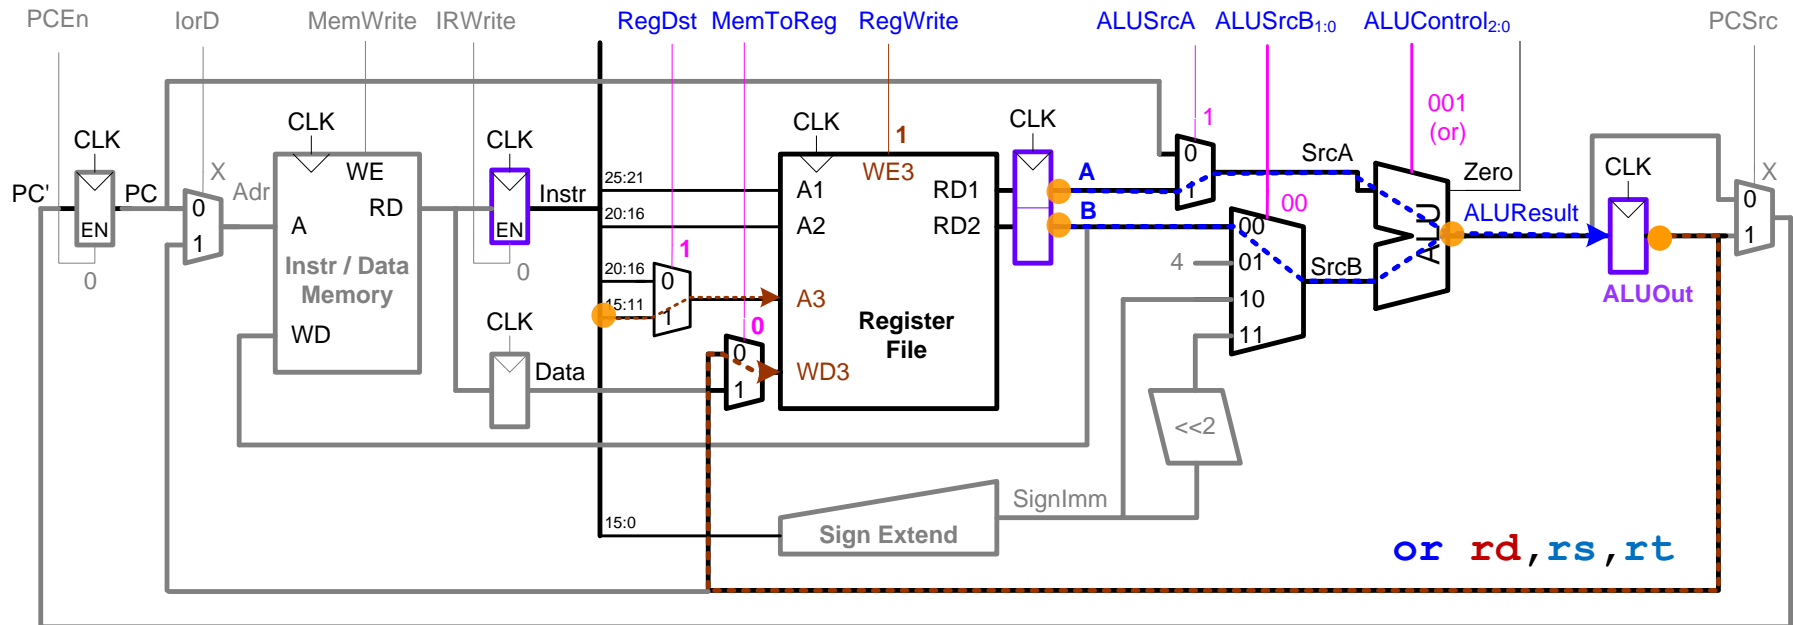 PCEn IorD MemWrite IRWrite RegDst MemToReg RegWrite ALUSrcA ALUSrcB1:0 ALUControl2:0 PCSrc
001
(or)
1
CLK CLK CLK CLK CLK CLK
1
PC' PC EN 0
X Adr 0 1
WE A RD
Instr / Data
Memory
WD
EN Instr 0
CLK Data
25:21
20:16
20:16
15:11
15:0
1 0 1
0 0 1
WE3
A1 RD1
A2 RD2
A3
Register
File
WD3
A
B
0 1
SrcA
00
00
4 01
10
11
SrcB
ALU
Zero
ALUResult
ALUOut
X
0
1
<<2
SignImm
Sign Extend
or rd,rs,rt